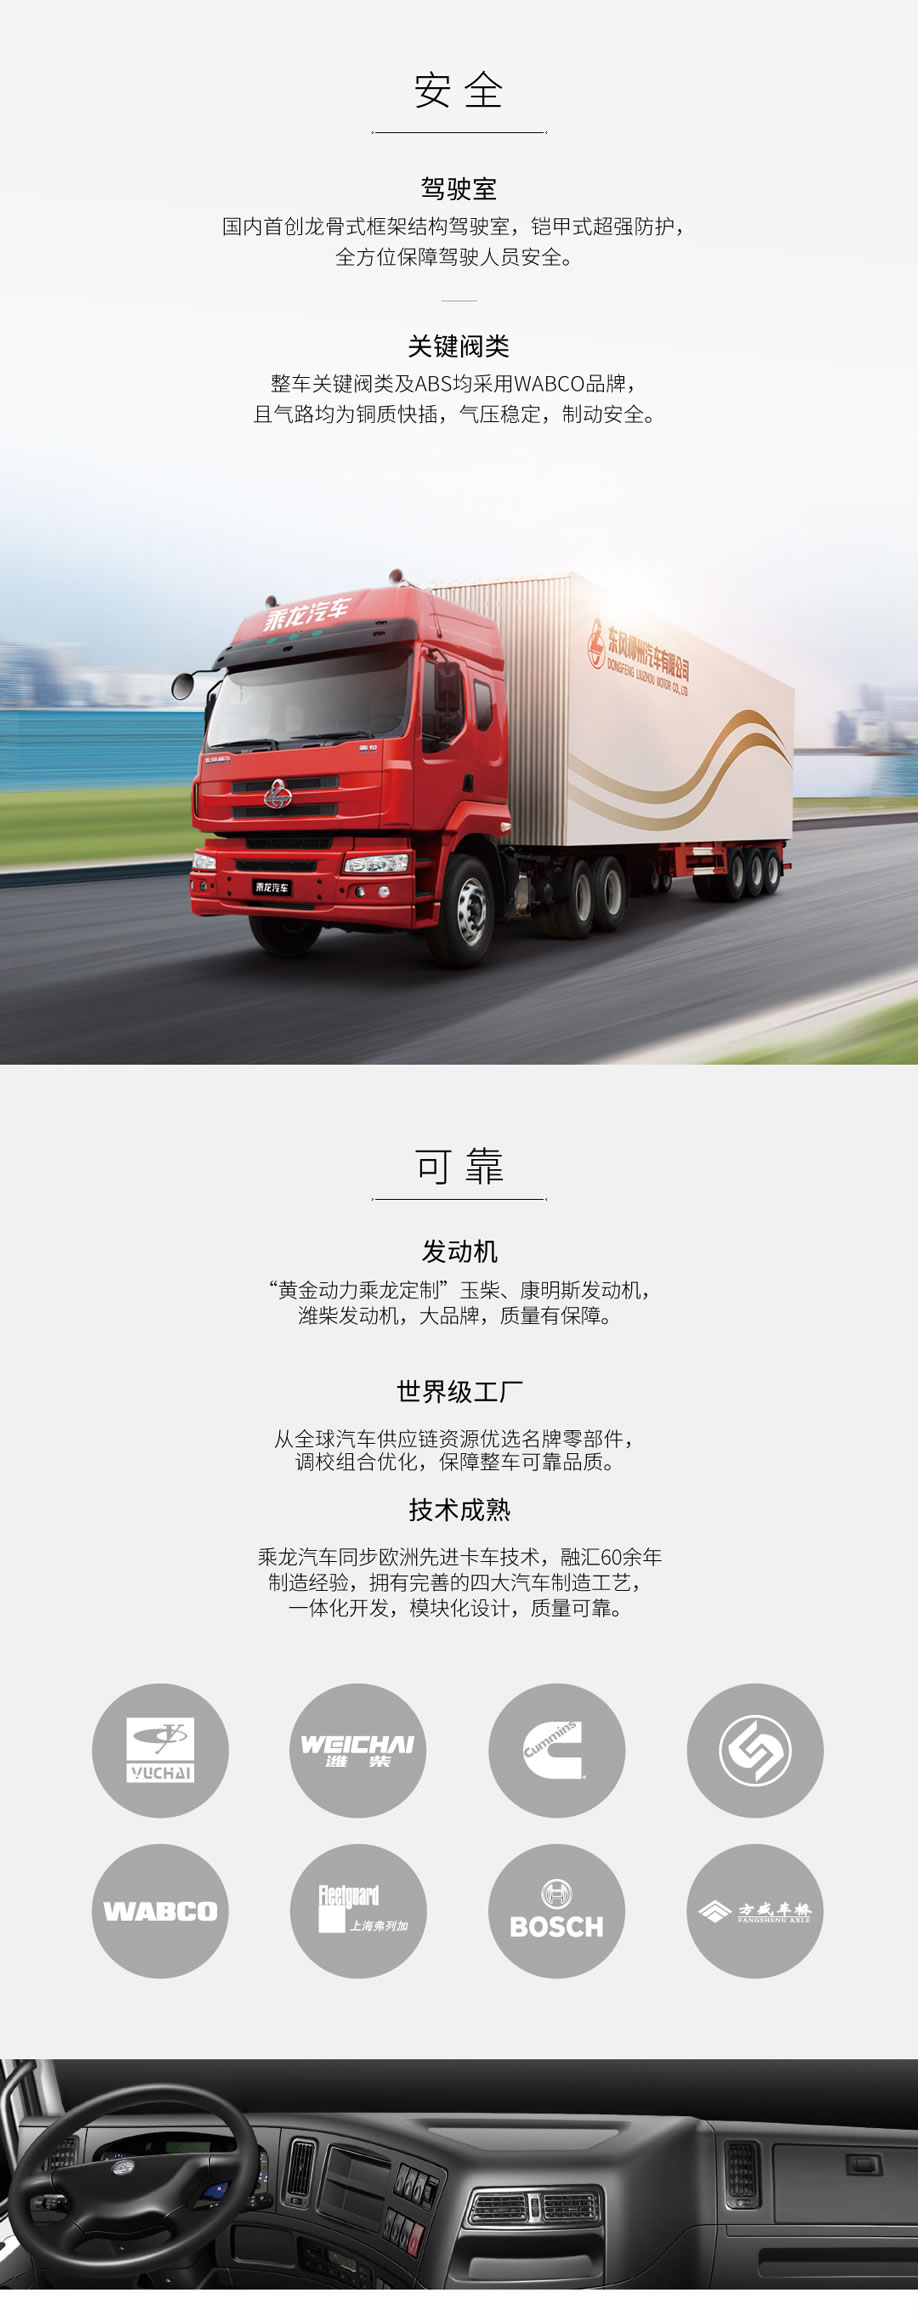 安全
驾驶室
国内首创龙骨式框架结构驾驶室，铠甲式超强防护，
全方位保障驾驶人员安全。
关键阀类
整车关键阀类及ABS均采用WABCO品牌，
且气路均为铜质快插，气压稳定，制动安全。
乘龙汽车
东风柳州汽车有限公司
DONGFENG LIUZHOU MOTOR CO.,LTD.
东风柳汽
乘龙
乘龙汽车
可靠
发动机
“黄金动力乘龙定制”玉柴、康明斯发动机，
潍柴发动机，大品牌，质量有保障。
世界级工厂
从全球汽车供应链资源优选名牌零部件，
调校组合优化，保障整车可靠品质。
技术成熟
乘龙汽车同步欧洲先进卡车技术，融汇60余年
制造经验，拥有完善的四大汽车制造工艺，
一体化开发，模块化设计，质量可靠。
YUCHAI
WEICHAI
潍柴
Cummins
WABCO
Fleetguard
上海弗列加
BOSCH
方盛车桥
FANGSHENG AXLE